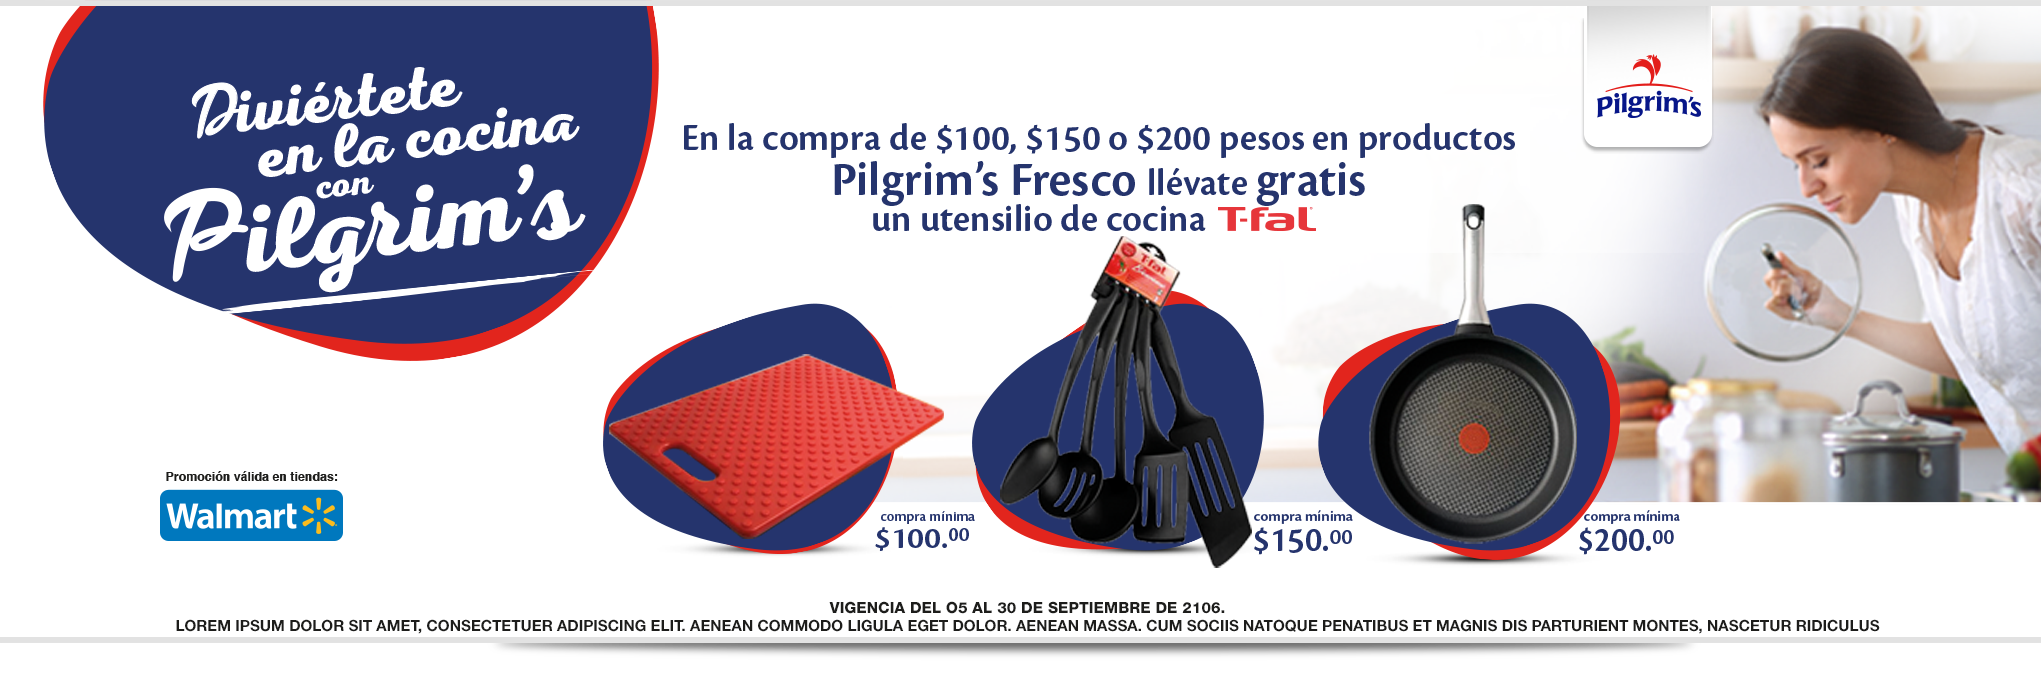 Diviértete
en la cocina
con
Pilgrim's
En la compra de $100, $150 o $200 pesos en productos
Pilgrim's Fresco llévate gratis
un utensilio de cocina T-fal
Pilgrim's
T-fal
Promoción válida en tiendas:
Walmart
compra mínima
$100.00
compra mínima
$150.00
compra mínima
$200.00
VIGENCIA DEL O5 AL 30 DE SEPTIEMBRE DE 2106.
LOREM IPSUM DOLOR SIT AMET, CONSECTETUER ADIPISCING ELIT. AENEAN COMMODO LIGULA EGET DOLOR. AENEAN MASSA. CUM SOCIIS NATOQUE PENATIBUS ET MAGNIS DIS PARTURIENT MONTES, NASCETUR RIDICULUS